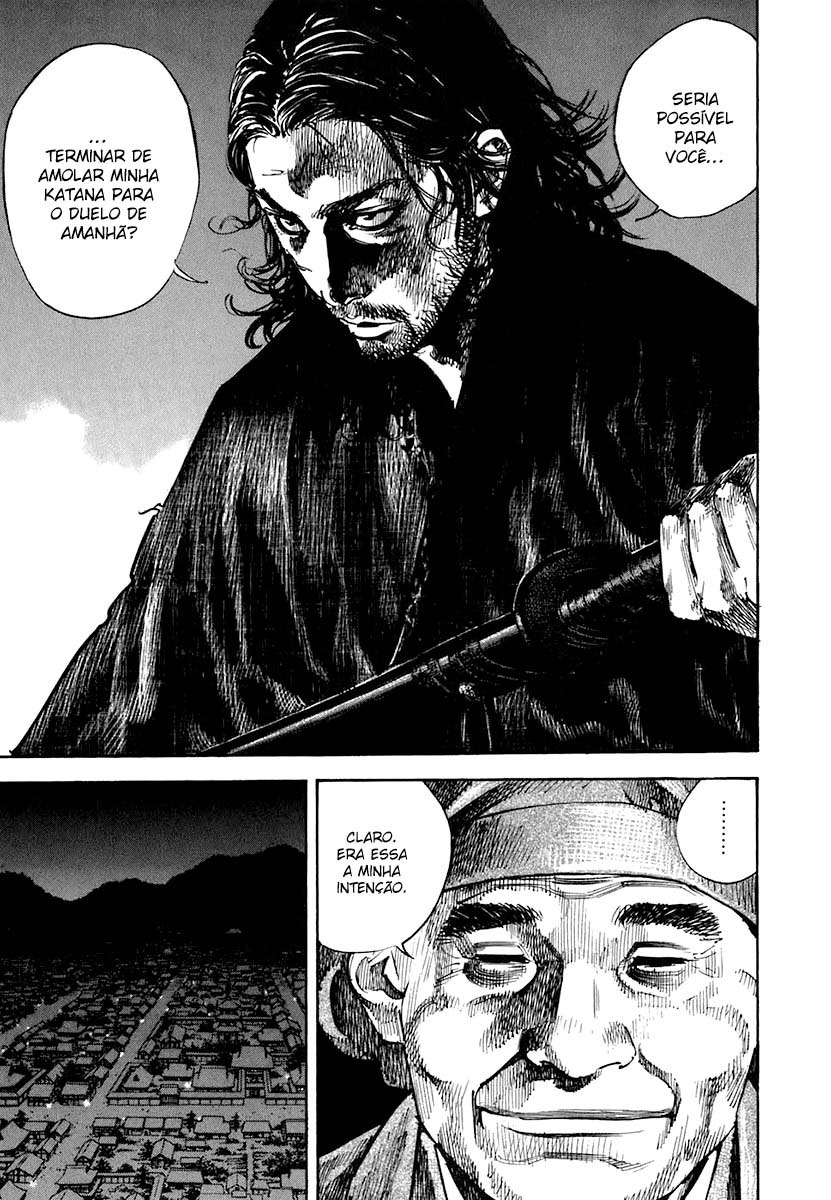 SERIA
POSSÍVEL
PARA
VOCÊ...
...
TERMINAR DE
AMOLAR MINHA
KATANA PARA
O DUELO DE
AMANHÃ?
.........
CLARO.
ERA ESSA
A MINHA
INTENÇÃO.